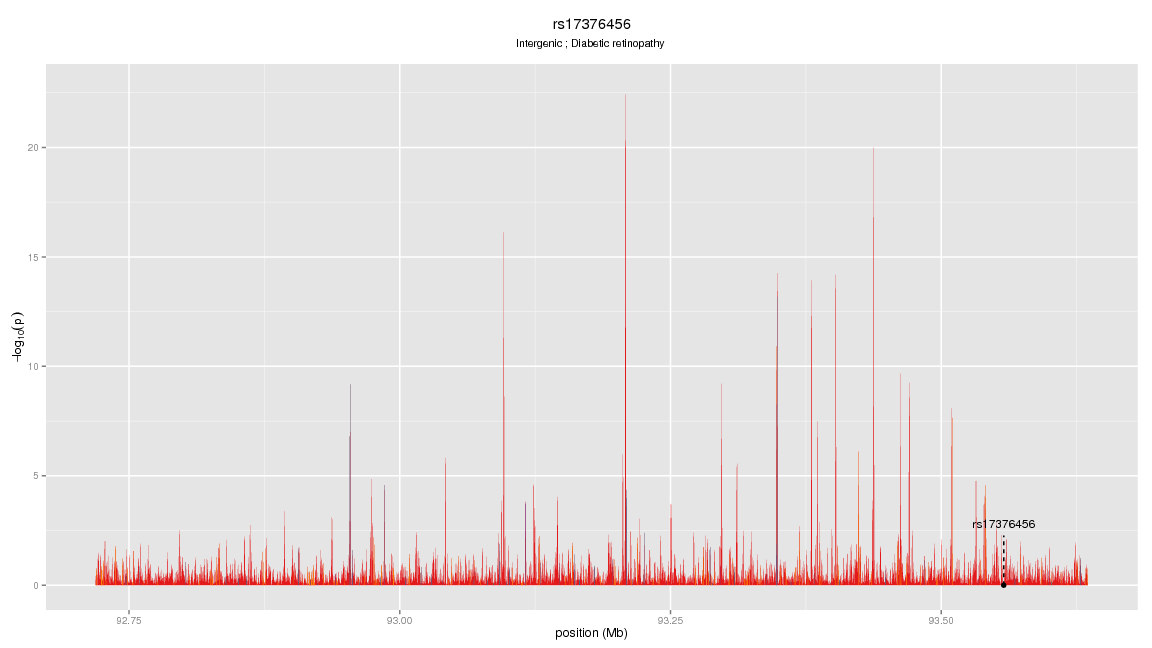 rs17376456
Intergenic ; Diabetic retinopathy
−log10(p)
20
15
10
5
0
rs17376456
92.75
93.00
93.25
93.50
position (Mb)